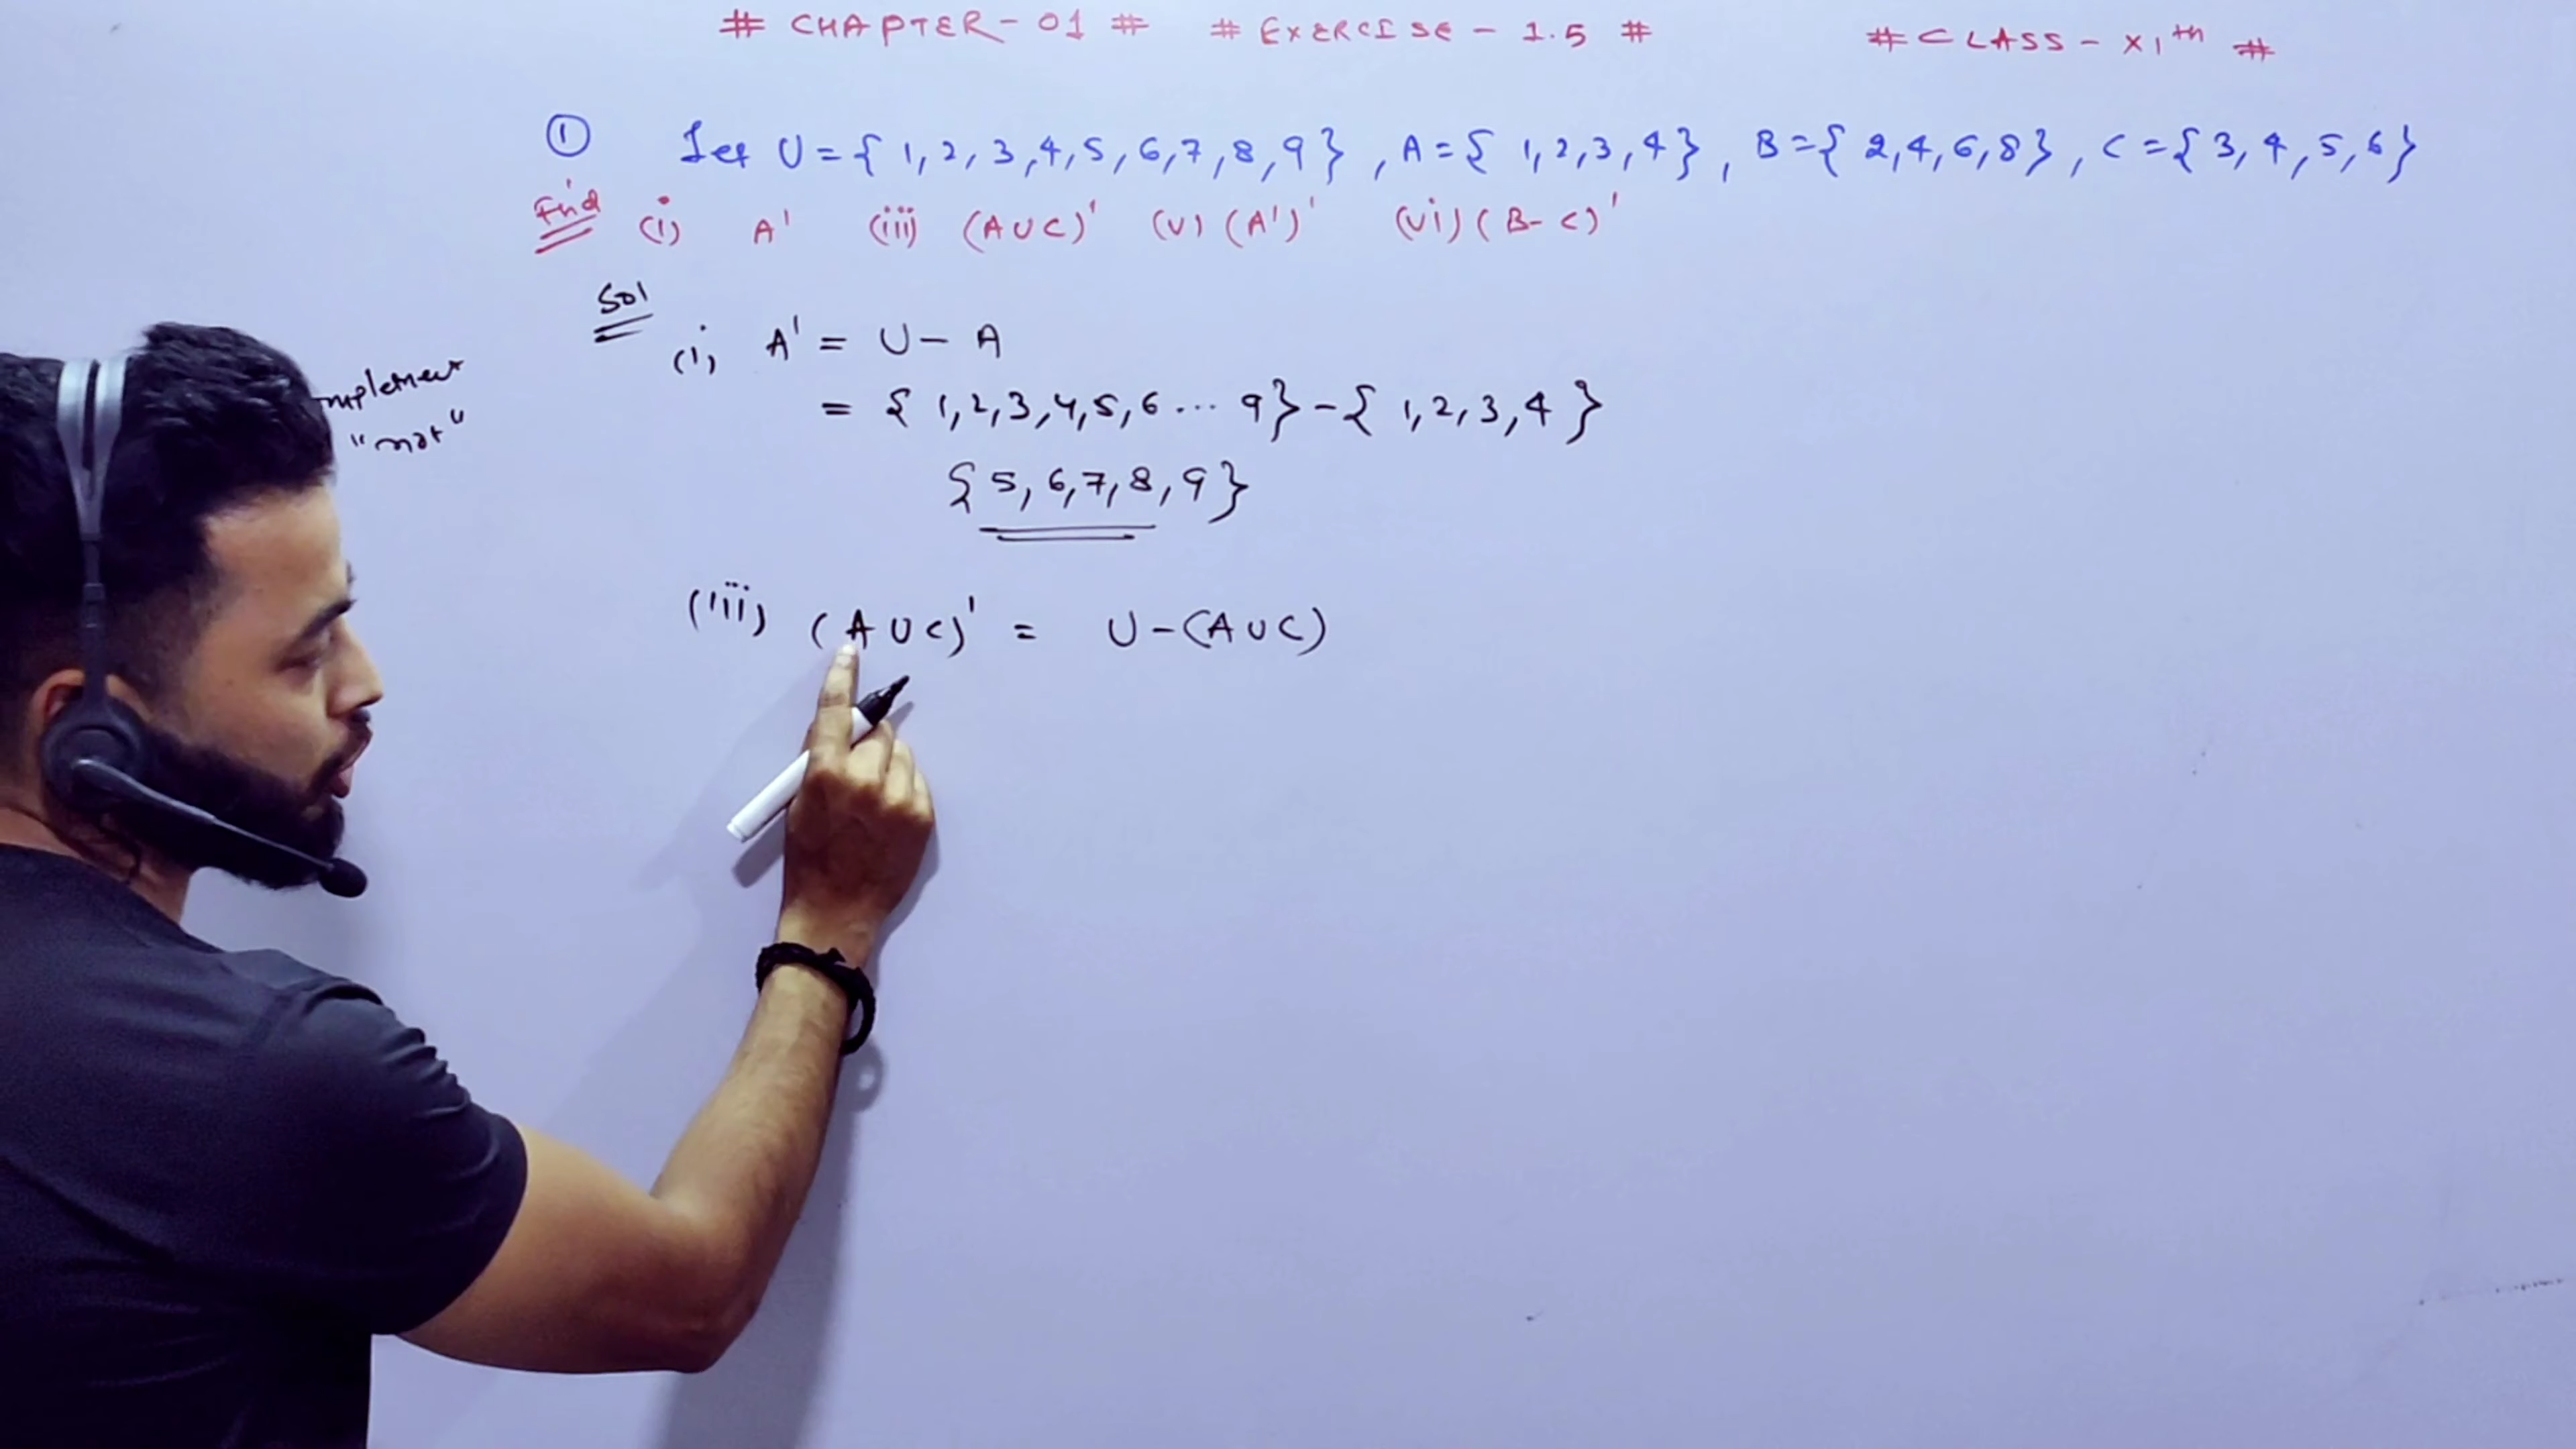 # CHAPTER - 01 # # EXERCISE - 1.5 # # CLASS - XIth #
① Let U = { 1, 2, 3, 4, 5, 6, 7, 8, 9 } , A = { 1, 2, 3, 4 } , B = { 2, 4, 6, 8 } , C = { 3, 4, 5, 6 }
Find (i) A' (iii) (A ∪ C)' (v) (A')' (vi) (B - C)'
Sol
(i) A' = U - A
= { 1, 2, 3, 4, 5, 6 ... 9 } - { 1, 2, 3, 4 }
{ 5, 6, 7, 8, 9 }
mplement
"not"
(iii) (A ∪ C)' = U - (A ∪ C)